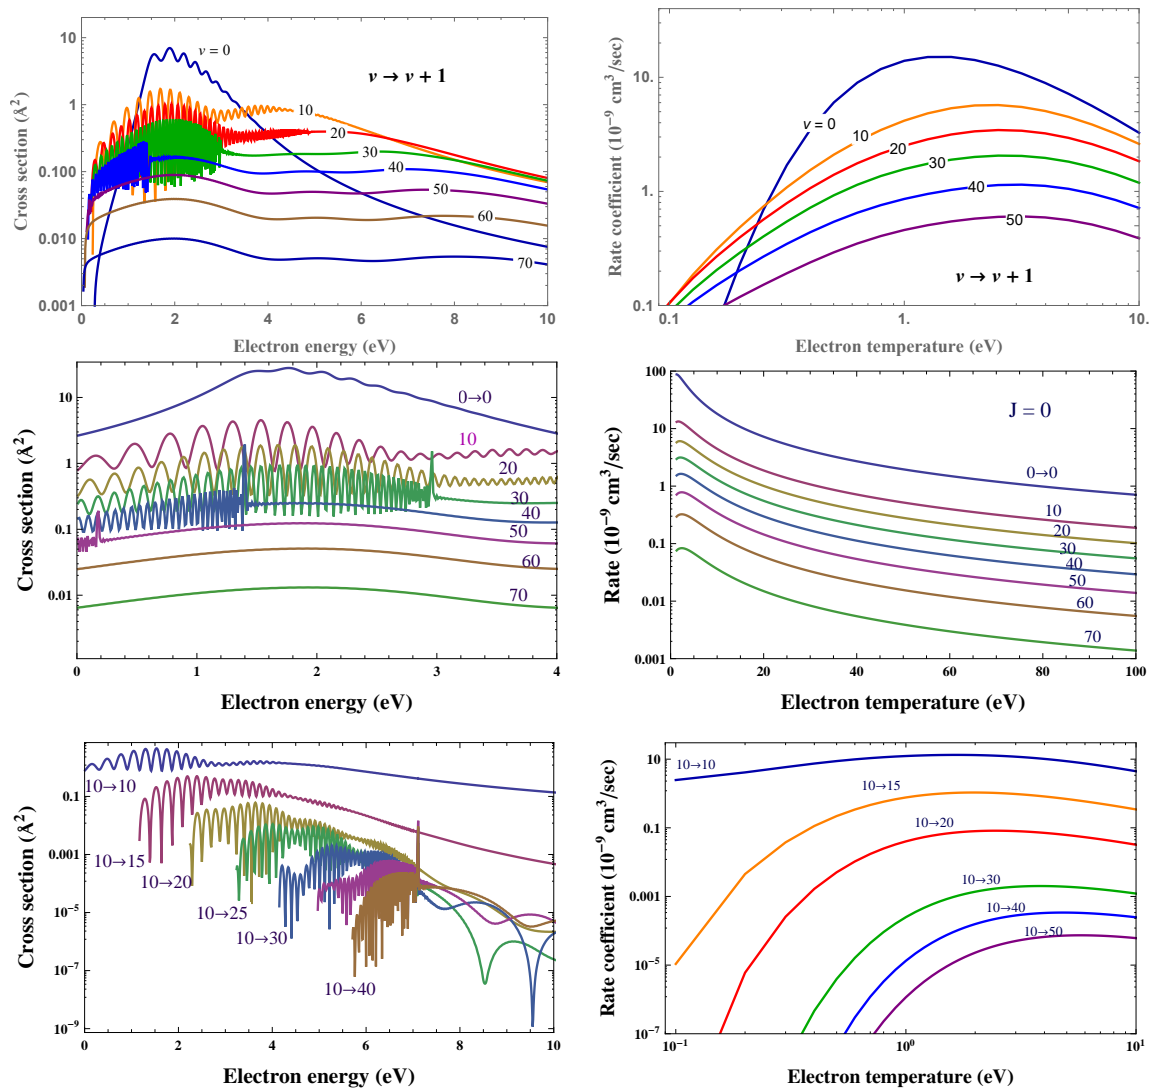 Cross section (Å²)
10
1
0.100
0.010
0.001
v = 0
v → v + 1
10
20
30
40
50
60
70
0 2 4 6 8 10
Electron energy (eV)
Rate coefficient (10⁻⁹ cm³/sec)
10.
1.
0.1
v = 0
10
20
30
40
50
v → v + 1
0.1 1. 10.
Electron temperature (eV)
Cross section (Å²)
10
1
0.1
0.01
0→0
10
20
30
40
50
60
70
0 1 2 3 4
Electron energy (eV)
Rate (10⁻⁹ cm³/sec)
100
10
1
0.1
0.01
0.001
J = 0
0→0
10
20
30
40
50
60
70
0 20 40 60 80 100
Electron temperature (eV)
Cross section (Å²)
0.1
0.001
10⁻⁵
10⁻⁷
10⁻⁹
10→10
10→15
10→20
10→25
10→30
10→40
0 2 4 6 8 10
Electron energy (eV)
Rate coefficient (10⁻⁹ cm³/sec)
10
0.1
0.001
10⁻⁵
10⁻⁷
10→10
10→15
10→20
10→30
10→40
10→50
10⁻¹ 10⁰ 10¹
Electron temperature (eV)